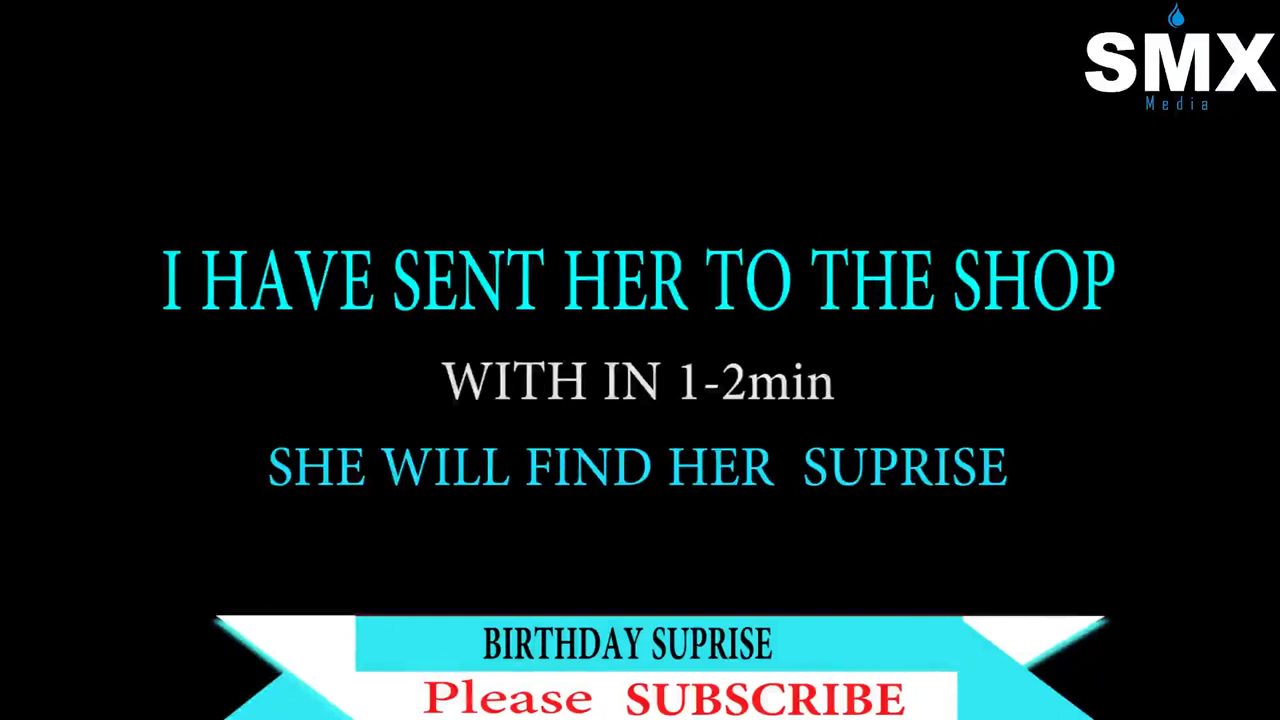 SMX
Media
I HAVE SENT HER TO THE SHOP
WITH IN 1-2min
SHE WILL FIND HER SUPRISE
BIRTHDAY SUPRISE
Please SUBSCRIBE